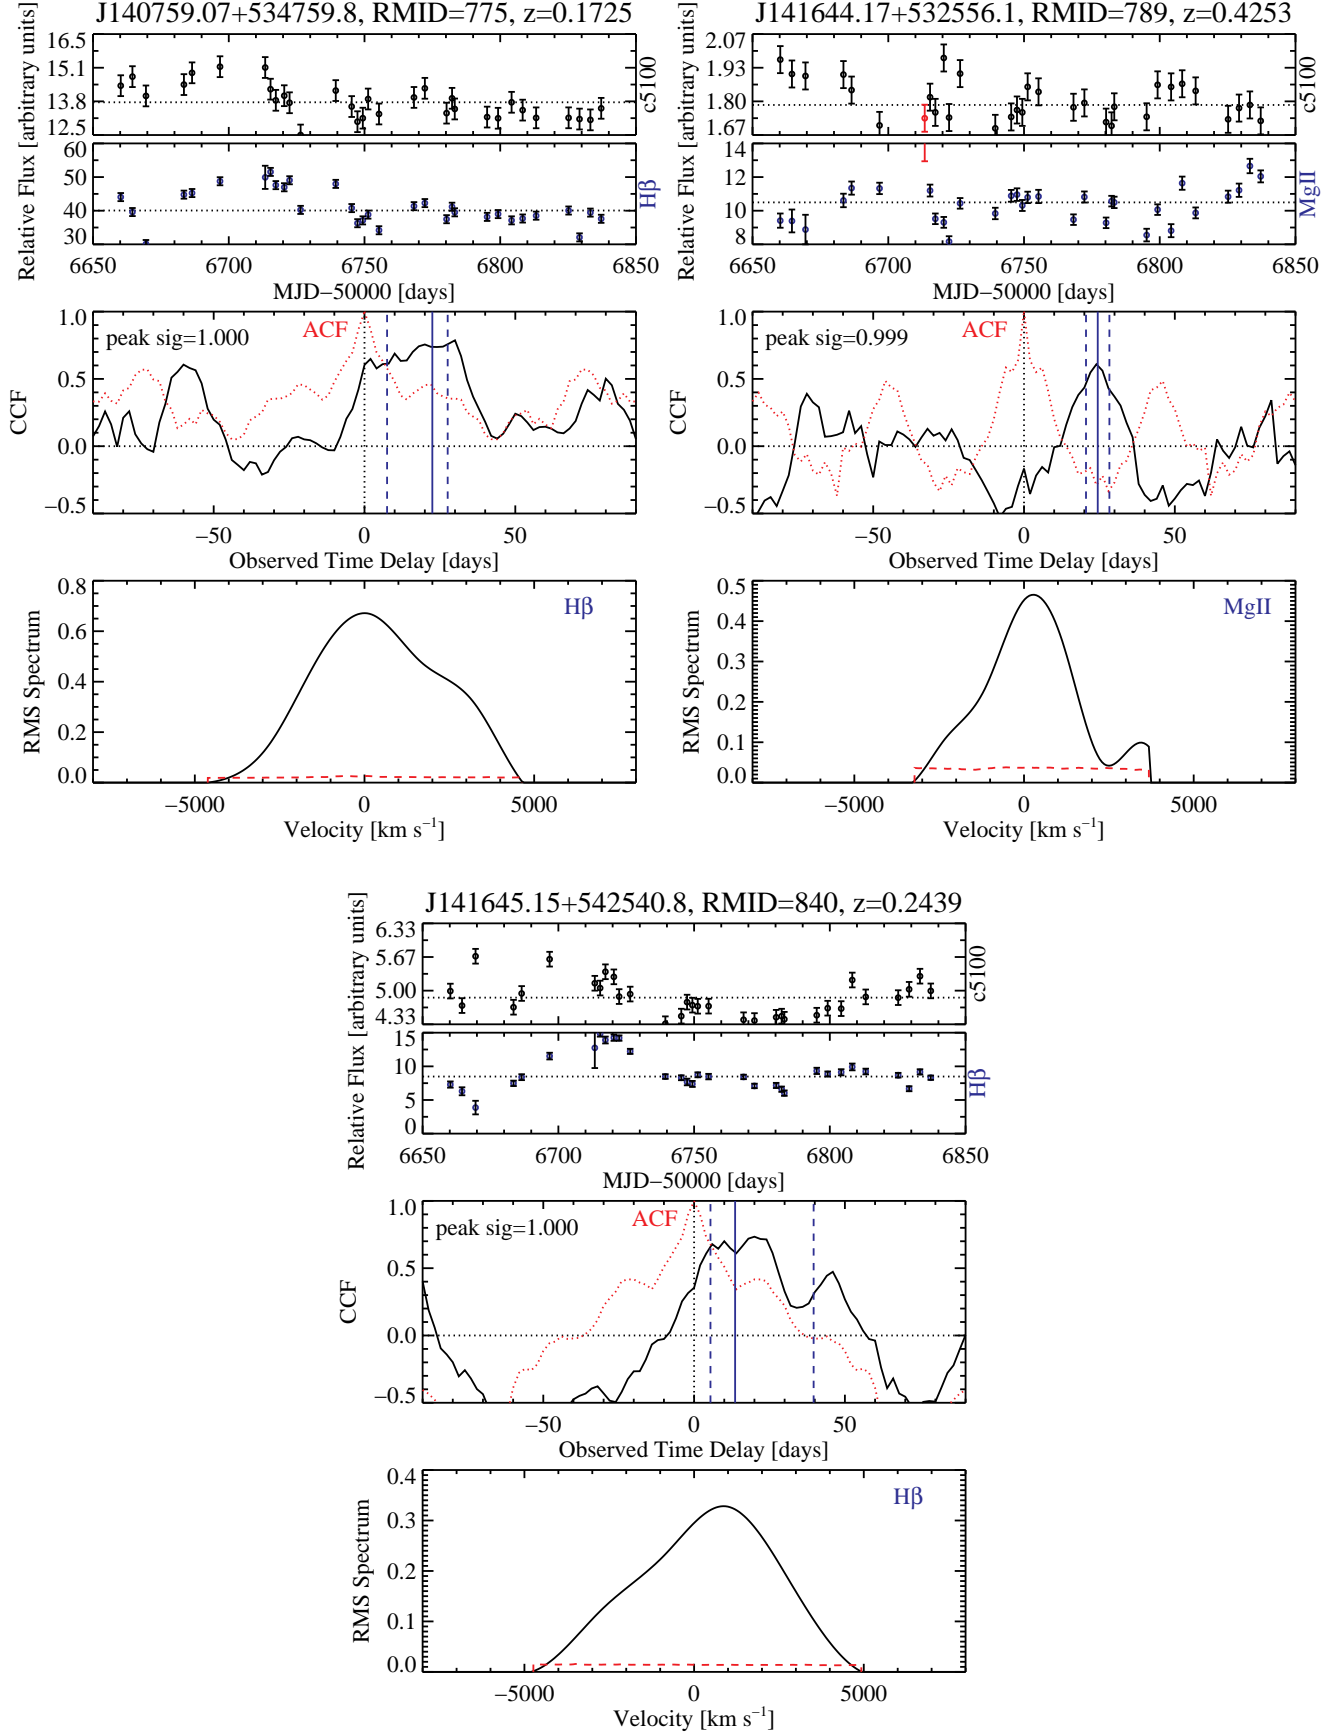 J140759.07+534759.8, RMID=775, z=0.1725
Relative Flux [arbitrary units]
16.5
15.1
13.8
12.5
c5100
60
50
40
30
Hβ
6650 6700 6750 6800 6850
MJD−50000 [days]
1.0
0.5
0.0
−0.5
CCF
peak sig=1.000
ACF
−50 0 50
Observed Time Delay [days]
0.8
0.6
0.4
0.2
0.0
RMS Spectrum
Hβ
−5000 0 5000
Velocity [km s⁻¹]
J141644.17+532556.1, RMID=789, z=0.4253
Relative Flux [arbitrary units]
2.07
1.93
1.80
1.67
c5100
14
12
10
8
MgII
6650 6700 6750 6800 6850
MJD−50000 [days]
1.0
0.5
0.0
−0.5
CCF
peak sig=0.999
ACF
−50 0 50
Observed Time Delay [days]
0.5
0.4
0.3
0.2
0.1
0.0
RMS Spectrum
MgII
−5000 0 5000
Velocity [km s⁻¹]
J141645.15+542540.8, RMID=840, z=0.2439
Relative Flux [arbitrary units]
6.33
5.67
5.00
4.33
c5100
15
10
5
0
Hβ
6650 6700 6750 6800 6850
MJD−50000 [days]
1.0
0.5
0.0
−0.5
CCF
peak sig=1.000
ACF
−50 0 50
Observed Time Delay [days]
0.4
0.3
0.2
0.1
0.0
RMS Spectrum
Hβ
−5000 0 5000
Velocity [km s⁻¹]